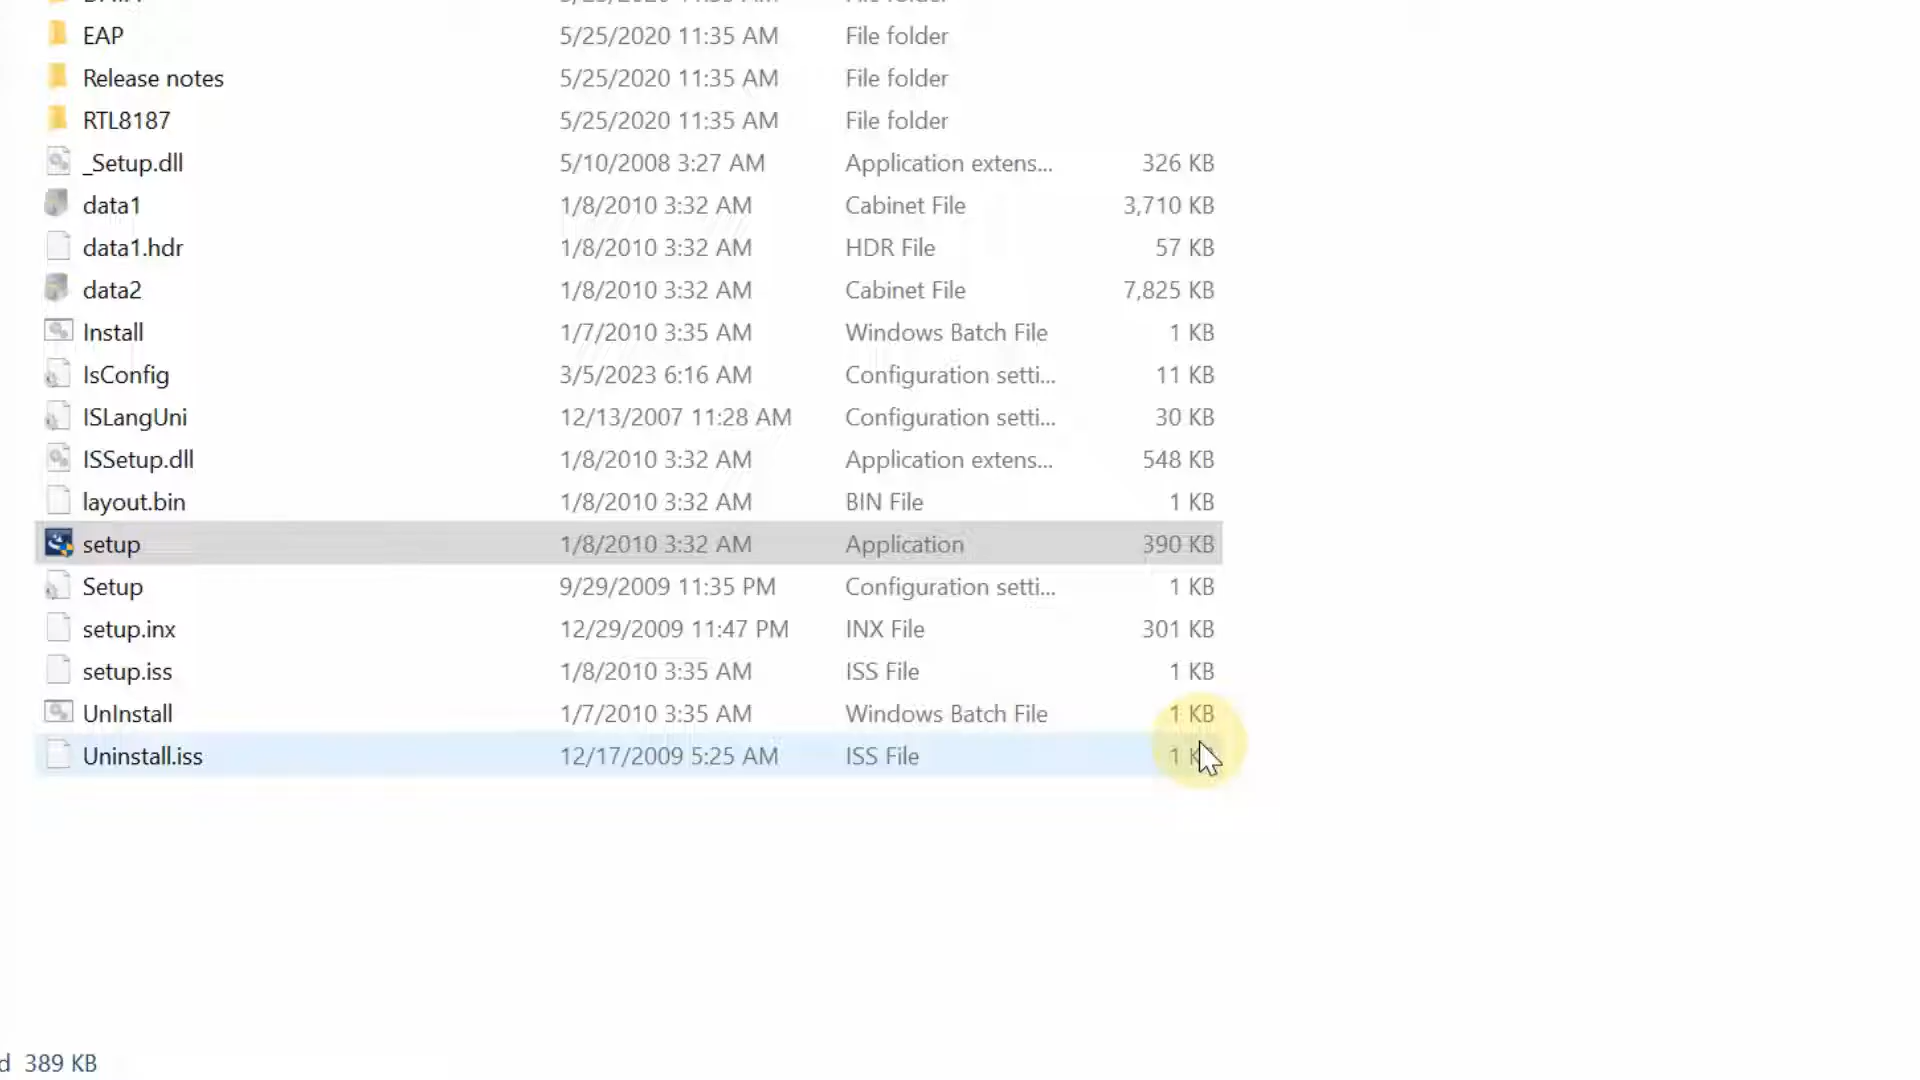 EAP 5/25/2020 11:35 AM File folder
Release notes 5/25/2020 11:35 AM File folder
RTL8187 5/25/2020 11:35 AM File folder
_Setup.dll 5/10/2008 3:27 AM Application extens... 326 KB
data1 1/8/2010 3:32 AM Cabinet File 3,710 KB
data1.hdr 1/8/2010 3:32 AM HDR File 57 KB
data2 1/8/2010 3:32 AM Cabinet File 7,825 KB
Install 1/7/2010 3:35 AM Windows Batch File 1 KB
IsConfig 3/5/2023 6:16 AM Configuration setti... 11 KB
ISLangUni 12/13/2007 11:28 AM Configuration setti... 30 KB
ISSetup.dll 1/8/2010 3:32 AM Application extens... 548 KB
layout.bin 1/8/2010 3:32 AM BIN File 1 KB
setup 1/8/2010 3:32 AM Application 390 KB
Setup 9/29/2009 11:35 PM Configuration setti... 1 KB
setup.inx 12/29/2009 11:47 PM INX File 301 KB
setup.iss 1/8/2010 3:35 AM ISS File 1 KB
UnInstall 1/7/2010 3:35 AM Windows Batch File 1 KB
Uninstall.iss 12/17/2009 5:25 AM ISS File 1 KB
d 389 KB